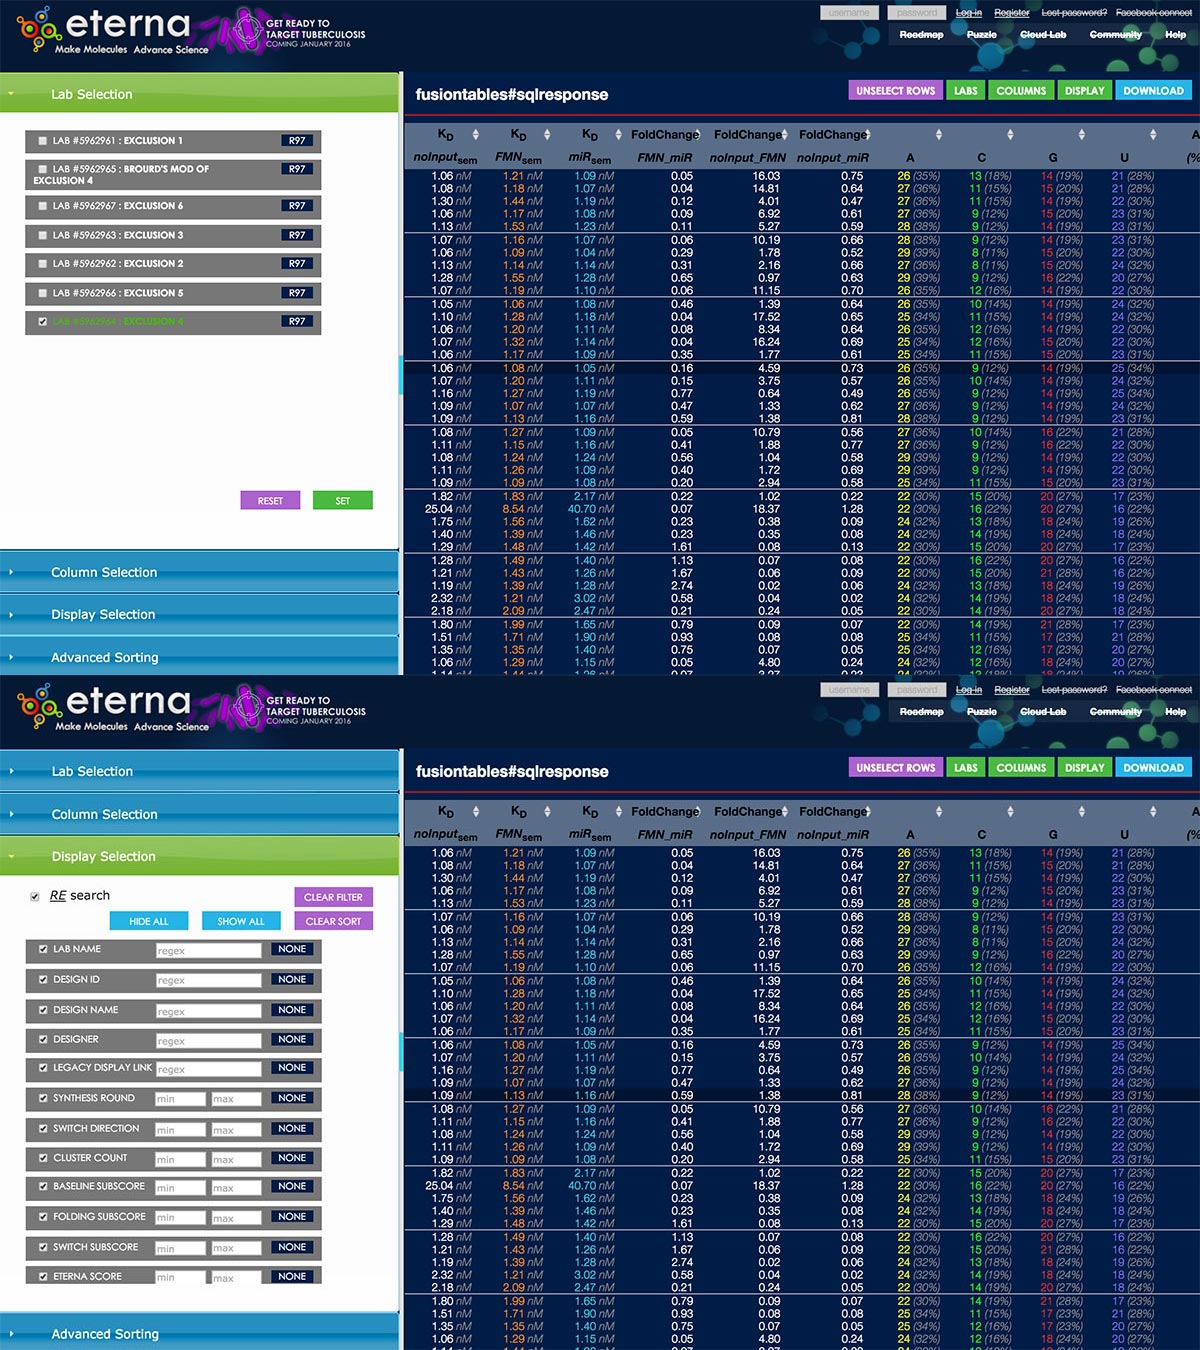 eterna
Make Molecules Advance Science
GET READY TO
TARGET TUBERCULOSIS
COMING JANUARY 2016
username password Log-in Register Lost password? Facebook connect
Roadmap Puzzle Cloud Lab Community Help
Lab Selection
LAB #5962961 : EXCLUSION 1 R97
LAB #5962965 : BROURD'S MOD OF R97
EXCLUSION 4
LAB #5962967 : EXCLUSION 6 R97
LAB #5962963 : EXCLUSION 3 R97
LAB #5962962 : EXCLUSION 2 R97
LAB #5962966 : EXCLUSION 5 R97
LAB #5962964 : EXCLUSION 4 R97
RESET SET
Column Selection
Display Selection
Advanced Sorting
fusiontables#sqlresponse
UNSELECT ROWS LABS COLUMNS DISPLAY DOWNLOAD
KD KD KD FoldChange FoldChange FoldChange A
noInputsem FMNsem miRsem FMN_miR noInput_FMN noInput_miR A C G U (%
1.06 nM 1.21 nM 1.09 nM 0.05 16.03 0.75 26 (35%) 13 (18%) 14 (19%) 21 (28%)
1.08 nM 1.18 nM 1.07 nM 0.04 14.81 0.64 27 (36%) 11 (15%) 15 (20%) 21 (28%)
1.30 nM 1.44 nM 1.19 nM 0.12 4.01 0.47 27 (36%) 11 (15%) 14 (19%) 22 (30%)
1.06 nM 1.17 nM 1.08 nM 0.09 6.92 0.61 27 (36%) 9 (12%) 15 (20%) 23 (31%)
1.13 nM 1.53 nM 1.23 nM 0.11 5.27 0.59 28 (38%) 9 (12%) 14 (19%) 23 (31%)
1.07 nM 1.16 nM 1.07 nM 0.06 10.19 0.66 28 (38%) 9 (12%) 14 (19%) 23 (31%)
1.06 nM 1.09 nM 1.04 nM 0.29 1.78 0.52 29 (39%) 8 (11%) 15 (20%) 22 (30%)
1.13 nM 1.14 nM 1.14 nM 0.31 2.16 0.66 27 (36%) 8 (11%) 15 (20%) 24 (32%)
1.28 nM 1.55 nM 1.28 nM 0.65 0.97 0.63 29 (39%) 9 (12%) 16 (22%) 20 (27%)
1.07 nM 1.19 nM 1.10 nM 0.06 11.15 0.70 26 (35%) 12 (16%) 14 (19%) 22 (30%)
1.05 nM 1.06 nM 1.08 nM 0.46 1.39 0.64 26 (35%) 10 (14%) 14 (19%) 24 (32%)
1.10 nM 1.28 nM 1.18 nM 0.04 17.52 0.65 25 (34%) 11 (15%) 14 (19%) 24 (32%)
1.06 nM 1.20 nM 1.11 nM 0.08 8.34 0.64 26 (35%) 12 (16%) 14 (19%) 22 (30%)
1.07 nM 1.32 nM 1.14 nM 0.04 16.24 0.69 25 (34%) 12 (16%) 15 (20%) 22 (30%)
1.06 nM 1.17 nM 1.09 nM 0.35 1.77 0.61 25 (34%) 11 (15%) 15 (20%) 23 (31%)
1.06 nM 1.08 nM 1.05 nM 0.16 4.59 0.73 26 (35%) 9 (12%) 14 (19%) 25 (34%)
1.07 nM 1.20 nM 1.11 nM 0.15 3.75 0.57 26 (35%) 10 (14%) 14 (19%) 24 (32%)
1.16 nM 1.27 nM 1.19 nM 0.77 0.64 0.49 26 (35%) 9 (12%) 14 (19%) 25 (34%)
1.09 nM 1.07 nM 1.07 nM 0.47 1.33 0.62 27 (36%) 9 (12%) 14 (19%) 24 (32%)
1.09 nM 1.13 nM 1.16 nM 0.59 1.38 0.81 28 (38%) 9 (12%) 14 (19%) 23 (31%)
1.08 nM 1.27 nM 1.09 nM 0.05 10.79 0.56 27 (36%) 10 (14%) 16 (22%) 21 (28%)
1.11 nM 1.15 nM 1.16 nM 0.41 1.88 0.77 27 (36%) 9 (12%) 16 (22%) 22 (30%)
1.08 nM 1.24 nM 1.24 nM 0.56 1.04 0.58 29 (39%) 9 (12%) 14 (19%) 22 (30%)
1.11 nM 1.26 nM 1.09 nM 0.40 1.72 0.69 29 (39%) 9 (12%) 14 (19%) 22 (30%)
1.09 nM 1.09 nM 1.08 nM 0.20 2.94 0.58 25 (34%) 11 (15%) 15 (20%) 23 (31%)
1.82 nM 1.83 nM 2.17 nM 0.22 1.02 0.22 22 (30%) 15 (20%) 20 (27%) 17 (23%)
25.04 nM 8.54 nM 40.70 nM 0.07 18.37 1.28 22 (30%) 16 (22%) 20 (27%) 16 (22%)
1.75 nM 1.56 nM 1.62 nM 0.23 0.38 0.09 24 (32%) 13 (18%) 18 (24%) 19 (26%)
1.40 nM 1.39 nM 1.46 nM 0.23 0.35 0.08 24 (32%) 14 (19%) 18 (24%) 18 (24%)
1.29 nM 1.48 nM 1.42 nM 1.61 0.08 0.13 22 (30%) 15 (20%) 20 (27%) 17 (23%)
1.28 nM 1.49 nM 1.40 nM 1.13 0.07 0.08 22 (30%) 16 (22%) 20 (27%) 16 (22%)
1.21 nM 1.43 nM 1.26 nM 1.67 0.06 0.09 22 (30%) 15 (20%) 21 (28%) 16 (22%)
1.19 nM 1.39 nM 1.28 nM 2.74 0.02 0.06 24 (32%) 13 (18%) 18 (24%) 19 (26%)
2.32 nM 1.21 nM 3.02 nM 0.58 0.04 0.02 24 (32%) 14 (19%) 18 (24%) 18 (24%)
2.18 nM 2.09 nM 2.47 nM 0.21 0.24 0.05 22 (30%) 14 (19%) 20 (27%) 18 (24%)
1.80 nM 1.99 nM 1.65 nM 0.79 0.09 0.07 22 (30%) 14 (19%) 21 (28%) 17 (23%)
1.51 nM 1.71 nM 1.90 nM 0.93 0.08 0.08 25 (34%) 11 (15%) 17 (23%) 21 (28%)
1.35 nM 1.35 nM 1.40 nM 0.75 0.07 0.05 25 (34%) 12 (16%) 17 (23%) 20 (27%)
1.06 nM 1.29 nM 1.15 nM 0.05 4.80 0.24 24 (32%) 12 (16%) 18 (24%) 20 (27%)
eterna
Make Molecules Advance Science
GET READY TO
TARGET TUBERCULOSIS
COMING JANUARY 2016
username password Log-in Register Lost password? Facebook connect
Roadmap Puzzle Cloud Lab Community Help
Lab Selection
Column Selection
Display Selection
RE search CLEAR FILTER
HIDE ALL SHOW ALL CLEAR SORT
LAB NAME regex NONE
DESIGN ID regex NONE
DESIGN NAME regex NONE
DESIGNER regex NONE
LEGACY DISPLAY LINK regex NONE
SYNTHESIS ROUND min max NONE
SWITCH DIRECTION min max NONE
CLUSTER COUNT min max NONE
BASELINE SUBSCORE min max NONE
FOLDING SUBSCORE min max NONE
SWITCH SUBSCORE min max NONE
ETERNA SCORE min max NONE
Advanced Sorting
fusiontables#sqlresponse
UNSELECT ROWS LABS COLUMNS DISPLAY DOWNLOAD
KD KD KD FoldChange FoldChange FoldChange A
noInputsem FMNsem miRsem FMN_miR noInput_FMN noInput_miR A C G U (%
1.06 nM 1.21 nM 1.09 nM 0.05 16.03 0.75 26 (35%) 13 (18%) 14 (19%) 21 (28%)
1.08 nM 1.18 nM 1.07 nM 0.04 14.81 0.64 27 (36%) 11 (15%) 15 (20%) 21 (28%)
1.30 nM 1.44 nM 1.19 nM 0.12 4.01 0.47 27 (36%) 11 (15%) 14 (19%) 22 (30%)
1.06 nM 1.17 nM 1.08 nM 0.09 6.92 0.61 27 (36%) 9 (12%) 15 (20%) 23 (31%)
1.13 nM 1.53 nM 1.23 nM 0.11 5.27 0.59 28 (38%) 9 (12%) 14 (19%) 23 (31%)
1.07 nM 1.16 nM 1.07 nM 0.06 10.19 0.66 28 (38%) 9 (12%) 14 (19%) 23 (31%)
1.06 nM 1.09 nM 1.04 nM 0.29 1.78 0.52 29 (39%) 8 (11%) 15 (20%) 22 (30%)
1.13 nM 1.14 nM 1.14 nM 0.31 2.16 0.66 27 (36%) 8 (11%) 15 (20%) 24 (32%)
1.28 nM 1.55 nM 1.28 nM 0.65 0.97 0.63 29 (39%) 9 (12%) 16 (22%) 20 (27%)
1.07 nM 1.19 nM 1.10 nM 0.06 11.15 0.70 26 (35%) 12 (16%) 14 (19%) 22 (30%)
1.05 nM 1.06 nM 1.08 nM 0.46 1.39 0.64 26 (35%) 10 (14%) 14 (19%) 24 (32%)
1.10 nM 1.28 nM 1.18 nM 0.04 17.52 0.65 25 (34%) 11 (15%) 14 (19%) 24 (32%)
1.06 nM 1.20 nM 1.11 nM 0.08 8.34 0.64 26 (35%) 12 (16%) 14 (19%) 22 (30%)
1.07 nM 1.32 nM 1.14 nM 0.04 16.24 0.69 25 (34%) 12 (16%) 15 (20%) 22 (30%)
1.06 nM 1.17 nM 1.09 nM 0.35 1.77 0.61 25 (34%) 11 (15%) 15 (20%) 23 (31%)
1.06 nM 1.08 nM 1.05 nM 0.16 4.59 0.73 26 (35%) 9 (12%) 14 (19%) 25 (34%)
1.07 nM 1.20 nM 1.11 nM 0.15 3.75 0.57 26 (35%) 10 (14%) 14 (19%) 24 (32%)
1.16 nM 1.27 nM 1.19 nM 0.77 0.64 0.49 26 (35%) 9 (12%) 14 (19%) 25 (34%)
1.09 nM 1.07 nM 1.07 nM 0.47 1.33 0.62 27 (36%) 9 (12%) 14 (19%) 24 (32%)
1.09 nM 1.13 nM 1.16 nM 0.59 1.38 0.81 28 (38%) 9 (12%) 14 (19%) 23 (31%)
1.08 nM 1.27 nM 1.09 nM 0.05 10.79 0.56 27 (36%) 10 (14%) 16 (22%) 21 (28%)
1.11 nM 1.15 nM 1.16 nM 0.41 1.88 0.77 27 (36%) 9 (12%) 16 (22%) 22 (30%)
1.08 nM 1.24 nM 1.24 nM 0.56 1.04 0.58 29 (39%) 9 (12%) 14 (19%) 22 (30%)
1.11 nM 1.26 nM 1.09 nM 0.40 1.72 0.69 29 (39%) 9 (12%) 14 (19%) 22 (30%)
1.09 nM 1.09 nM 1.08 nM 0.20 2.94 0.58 25 (34%) 11 (15%) 15 (20%) 23 (31%)
1.82 nM 1.83 nM 2.17 nM 0.22 1.02 0.22 22 (30%) 15 (20%) 20 (27%) 17 (23%)
25.04 nM 8.54 nM 40.70 nM 0.07 18.37 1.28 22 (30%) 16 (22%) 20 (27%) 16 (22%)
1.75 nM 1.56 nM 1.62 nM 0.23 0.38 0.09 24 (32%) 13 (18%) 18 (24%) 19 (26%)
1.40 nM 1.39 nM 1.46 nM 0.23 0.35 0.08 24 (32%) 14 (19%) 18 (24%) 18 (24%)
1.29 nM 1.48 nM 1.42 nM 1.61 0.08 0.13 22 (30%) 15 (20%) 20 (27%) 17 (23%)
1.28 nM 1.49 nM 1.40 nM 1.13 0.07 0.08 22 (30%) 16 (22%) 20 (27%) 16 (22%)
1.21 nM 1.43 nM 1.26 nM 1.67 0.06 0.09 22 (30%) 15 (20%) 21 (28%) 16 (22%)
1.19 nM 1.39 nM 1.28 nM 2.74 0.02 0.06 24 (32%) 13 (18%) 18 (24%) 19 (26%)
2.32 nM 1.21 nM 3.02 nM 0.58 0.04 0.02 24 (32%) 14 (19%) 18 (24%) 18 (24%)
2.18 nM 2.09 nM 2.47 nM 0.21 0.24 0.05 22 (30%) 14 (19%) 20 (27%) 18 (24%)
1.80 nM 1.99 nM 1.65 nM 0.79 0.09 0.07 22 (30%) 14 (19%) 21 (28%) 17 (23%)
1.51 nM 1.71 nM 1.90 nM 0.93 0.08 0.08 25 (34%) 11 (15%) 17 (23%) 21 (28%)
1.35 nM 1.35 nM 1.40 nM 0.75 0.07 0.05 25 (34%) 12 (16%) 17 (23%) 20 (27%)
1.06 nM 1.29 nM 1.15 nM 0.05 4.80 0.24 24 (32%) 12 (16%) 18 (24%) 20 (27%)